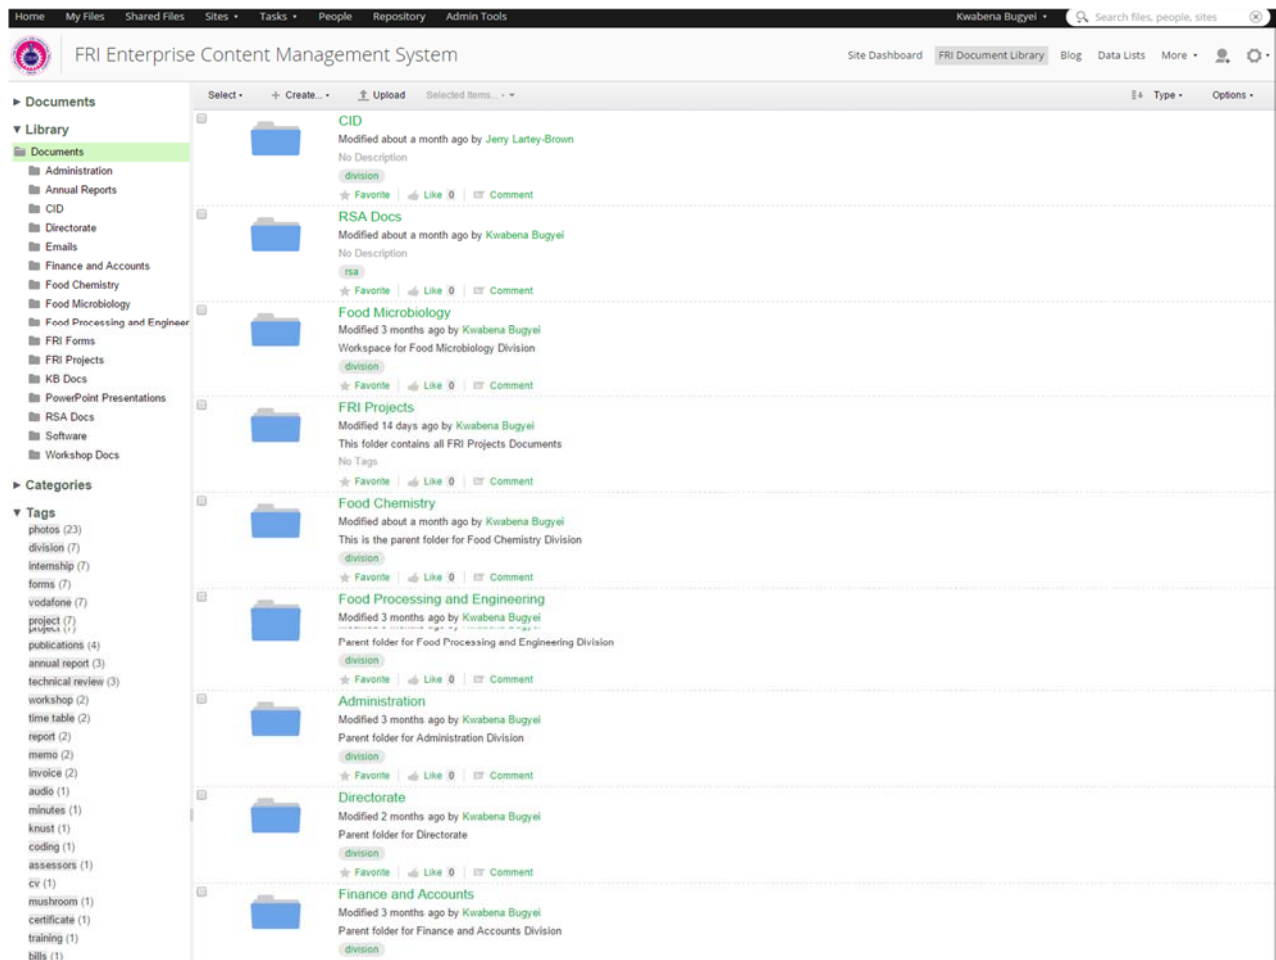 Home My Files Shared Files Sites Tasks People Repository Admin Tools Kwabena Bugyei Search files, people, sites
FRI Enterprise Content Management System
Site Dashboard FRI Document Library Blog Data Lists More
Select + Create... Upload Selected Items... Type Options
Documents
Library
Documents
Administration
Annual Reports
CID
Directorate
Emails
Finance and Accounts
Food Chemistry
Food Microbiology
Food Processing and Engineer
FRI Forms
FRI Projects
KB Docs
PowerPoint Presentations
RSA Docs
Software
Workshop Docs
Categories
Tags
photos (23)
division (7)
internship (7)
forms (7)
vodafone (7)
project (7)
publications (4)
annual report (3)
technical review (3)
workshop (2)
time table (2)
report (2)
memo (2)
invoice (2)
audio (1)
minutes (1)
knust (1)
coding (1)
assessors (1)
cv (1)
mushroom (1)
certificate (1)
training (1)
bills (1)
CID
Modified about a month ago by Jerry Lartey-Brown
No Description
division
Favorite Like 0 Comment
RSA Docs
Modified about a month ago by Kwabena Bugyei
No Description
rsa
Favorite Like 0 Comment
Food Microbiology
Modified 3 months ago by Kwabena Bugyei
Workspace for Food Microbiology Division
division
Favorite Like 0 Comment
FRI Projects
Modified 14 days ago by Kwabena Bugyei
This folder contains all FRI Projects Documents
No Tags
Favorite Like 0 Comment
Food Chemistry
Modified about a month ago by Kwabena Bugyei
This is the parent folder for Food Chemistry Division
division
Favorite Like 0 Comment
Food Processing and Engineering
Modified 3 months ago by Kwabena Bugyei
Parent folder for Food Processing and Engineering Division
division
Favorite Like 0 Comment
Administration
Modified 3 months ago by Kwabena Bugyei
Parent folder for Administration Division
division
Favorite Like 0 Comment
Directorate
Modified 2 months ago by Kwabena Bugyei
Parent folder for Directorate
division
Favorite Like 0 Comment
Finance and Accounts
Modified 3 months ago by Kwabena Bugyei
Parent folder for Finance and Accounts Division
division